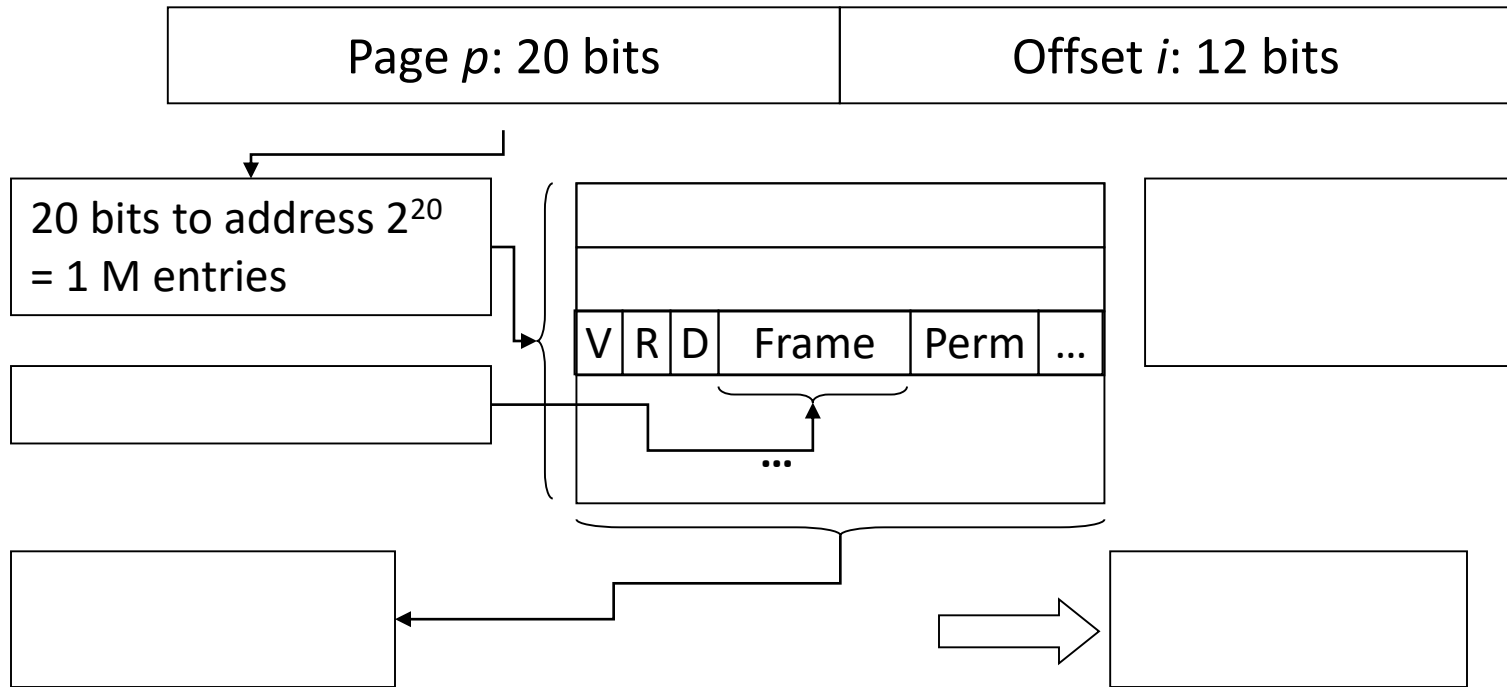 Page p: 20 bits
Offset i: 12 bits
20 bits to address 2²⁰
= 1 M entries
V R D Frame Perm ...
...